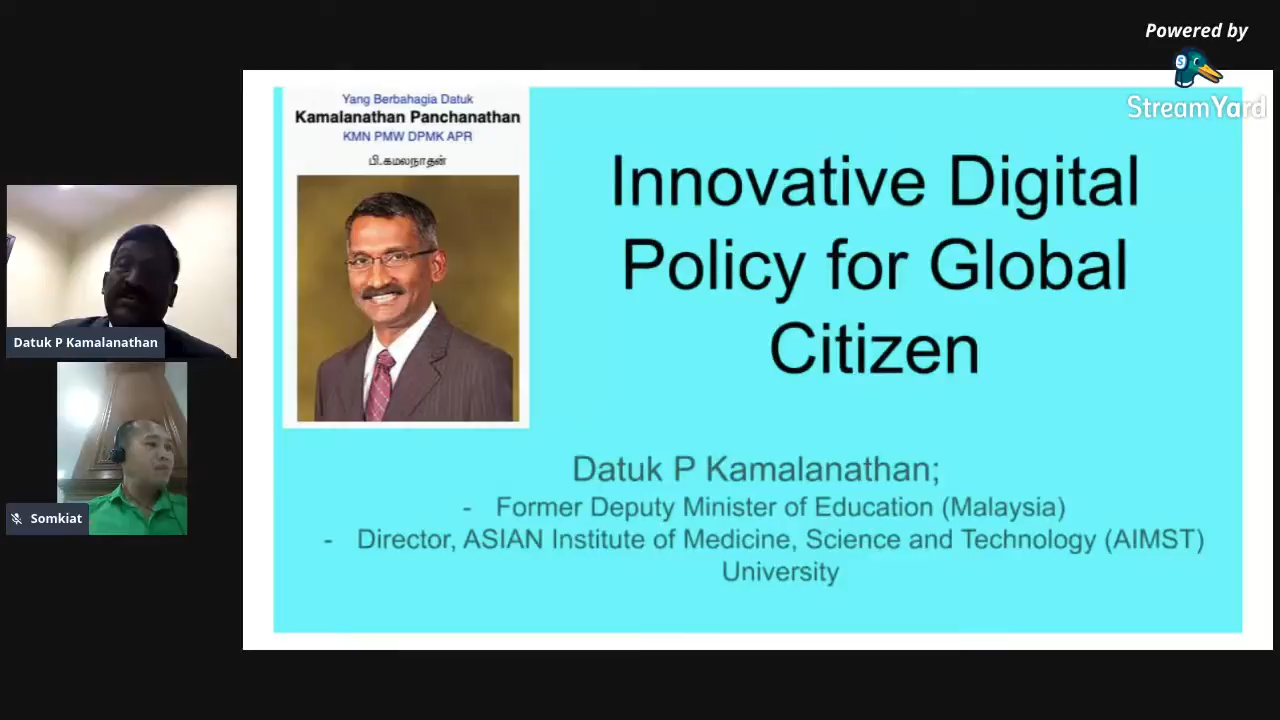 Powered by
StreamYard
Yang Berbahagia Datuk
Kamalanathan Panchanathan
KMN PMW DPMK APR
பி.கமலநாதன்
Innovative Digital
Policy for Global
Citizen
Datuk P Kamalanathan;
- Former Deputy Minister of Education (Malaysia)
- Director, ASIAN Institute of Medicine, Science and Technology (AIMST)
University
Datuk P Kamalanathan
Somkiat